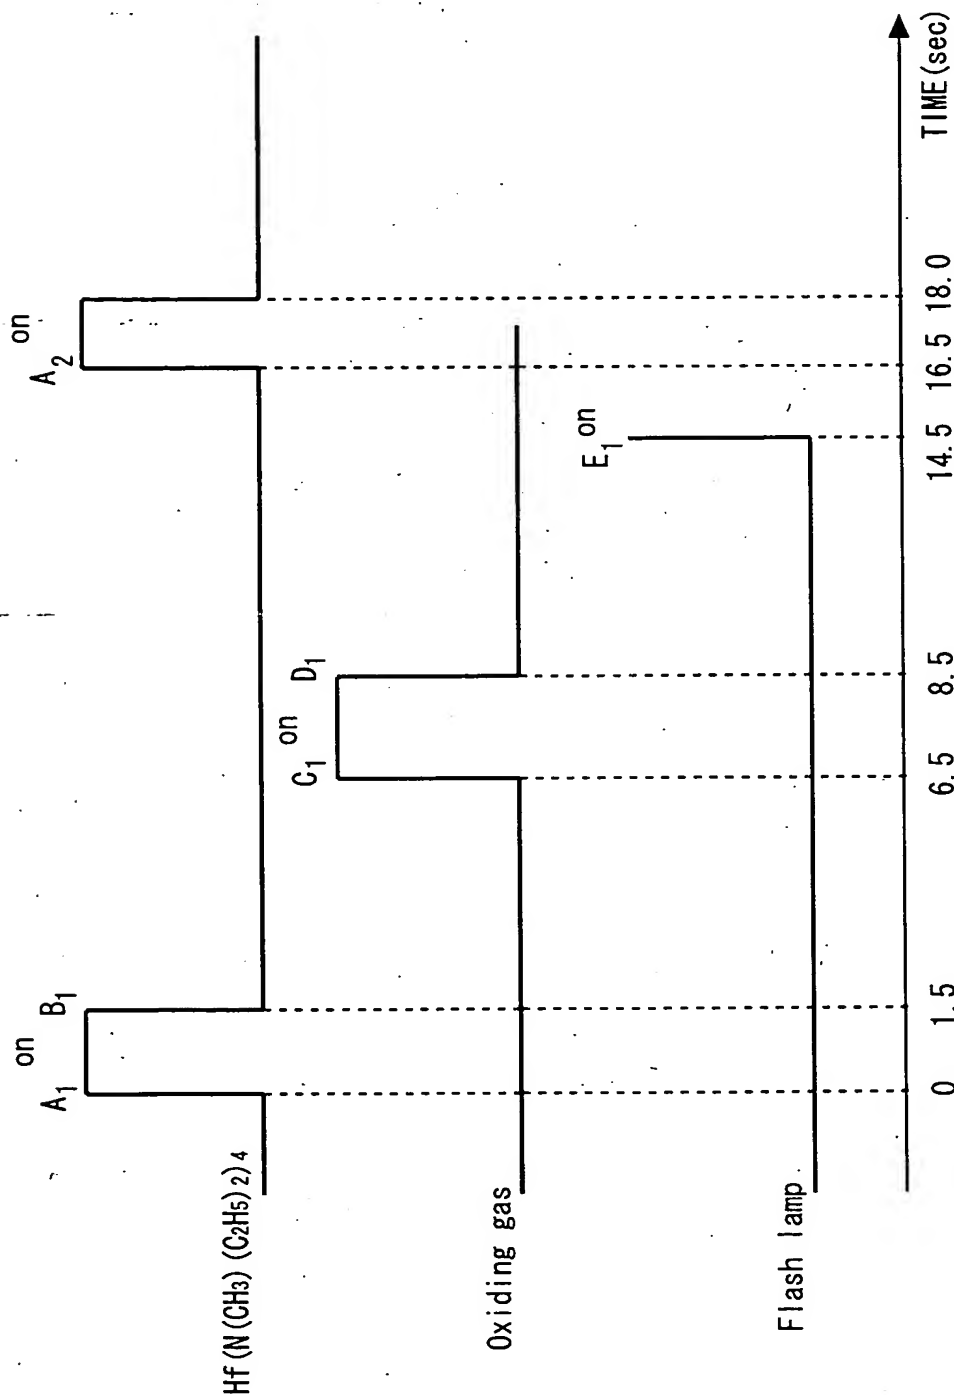 A1 on B1
A2 on
Hf(N(CH3)(C2H5)2)4
C1 on D1
Oxiding gas
E1 on
Flash lamp
0 1.5 6.5 8.5 14.5 16.5 18.0 TIME(sec)